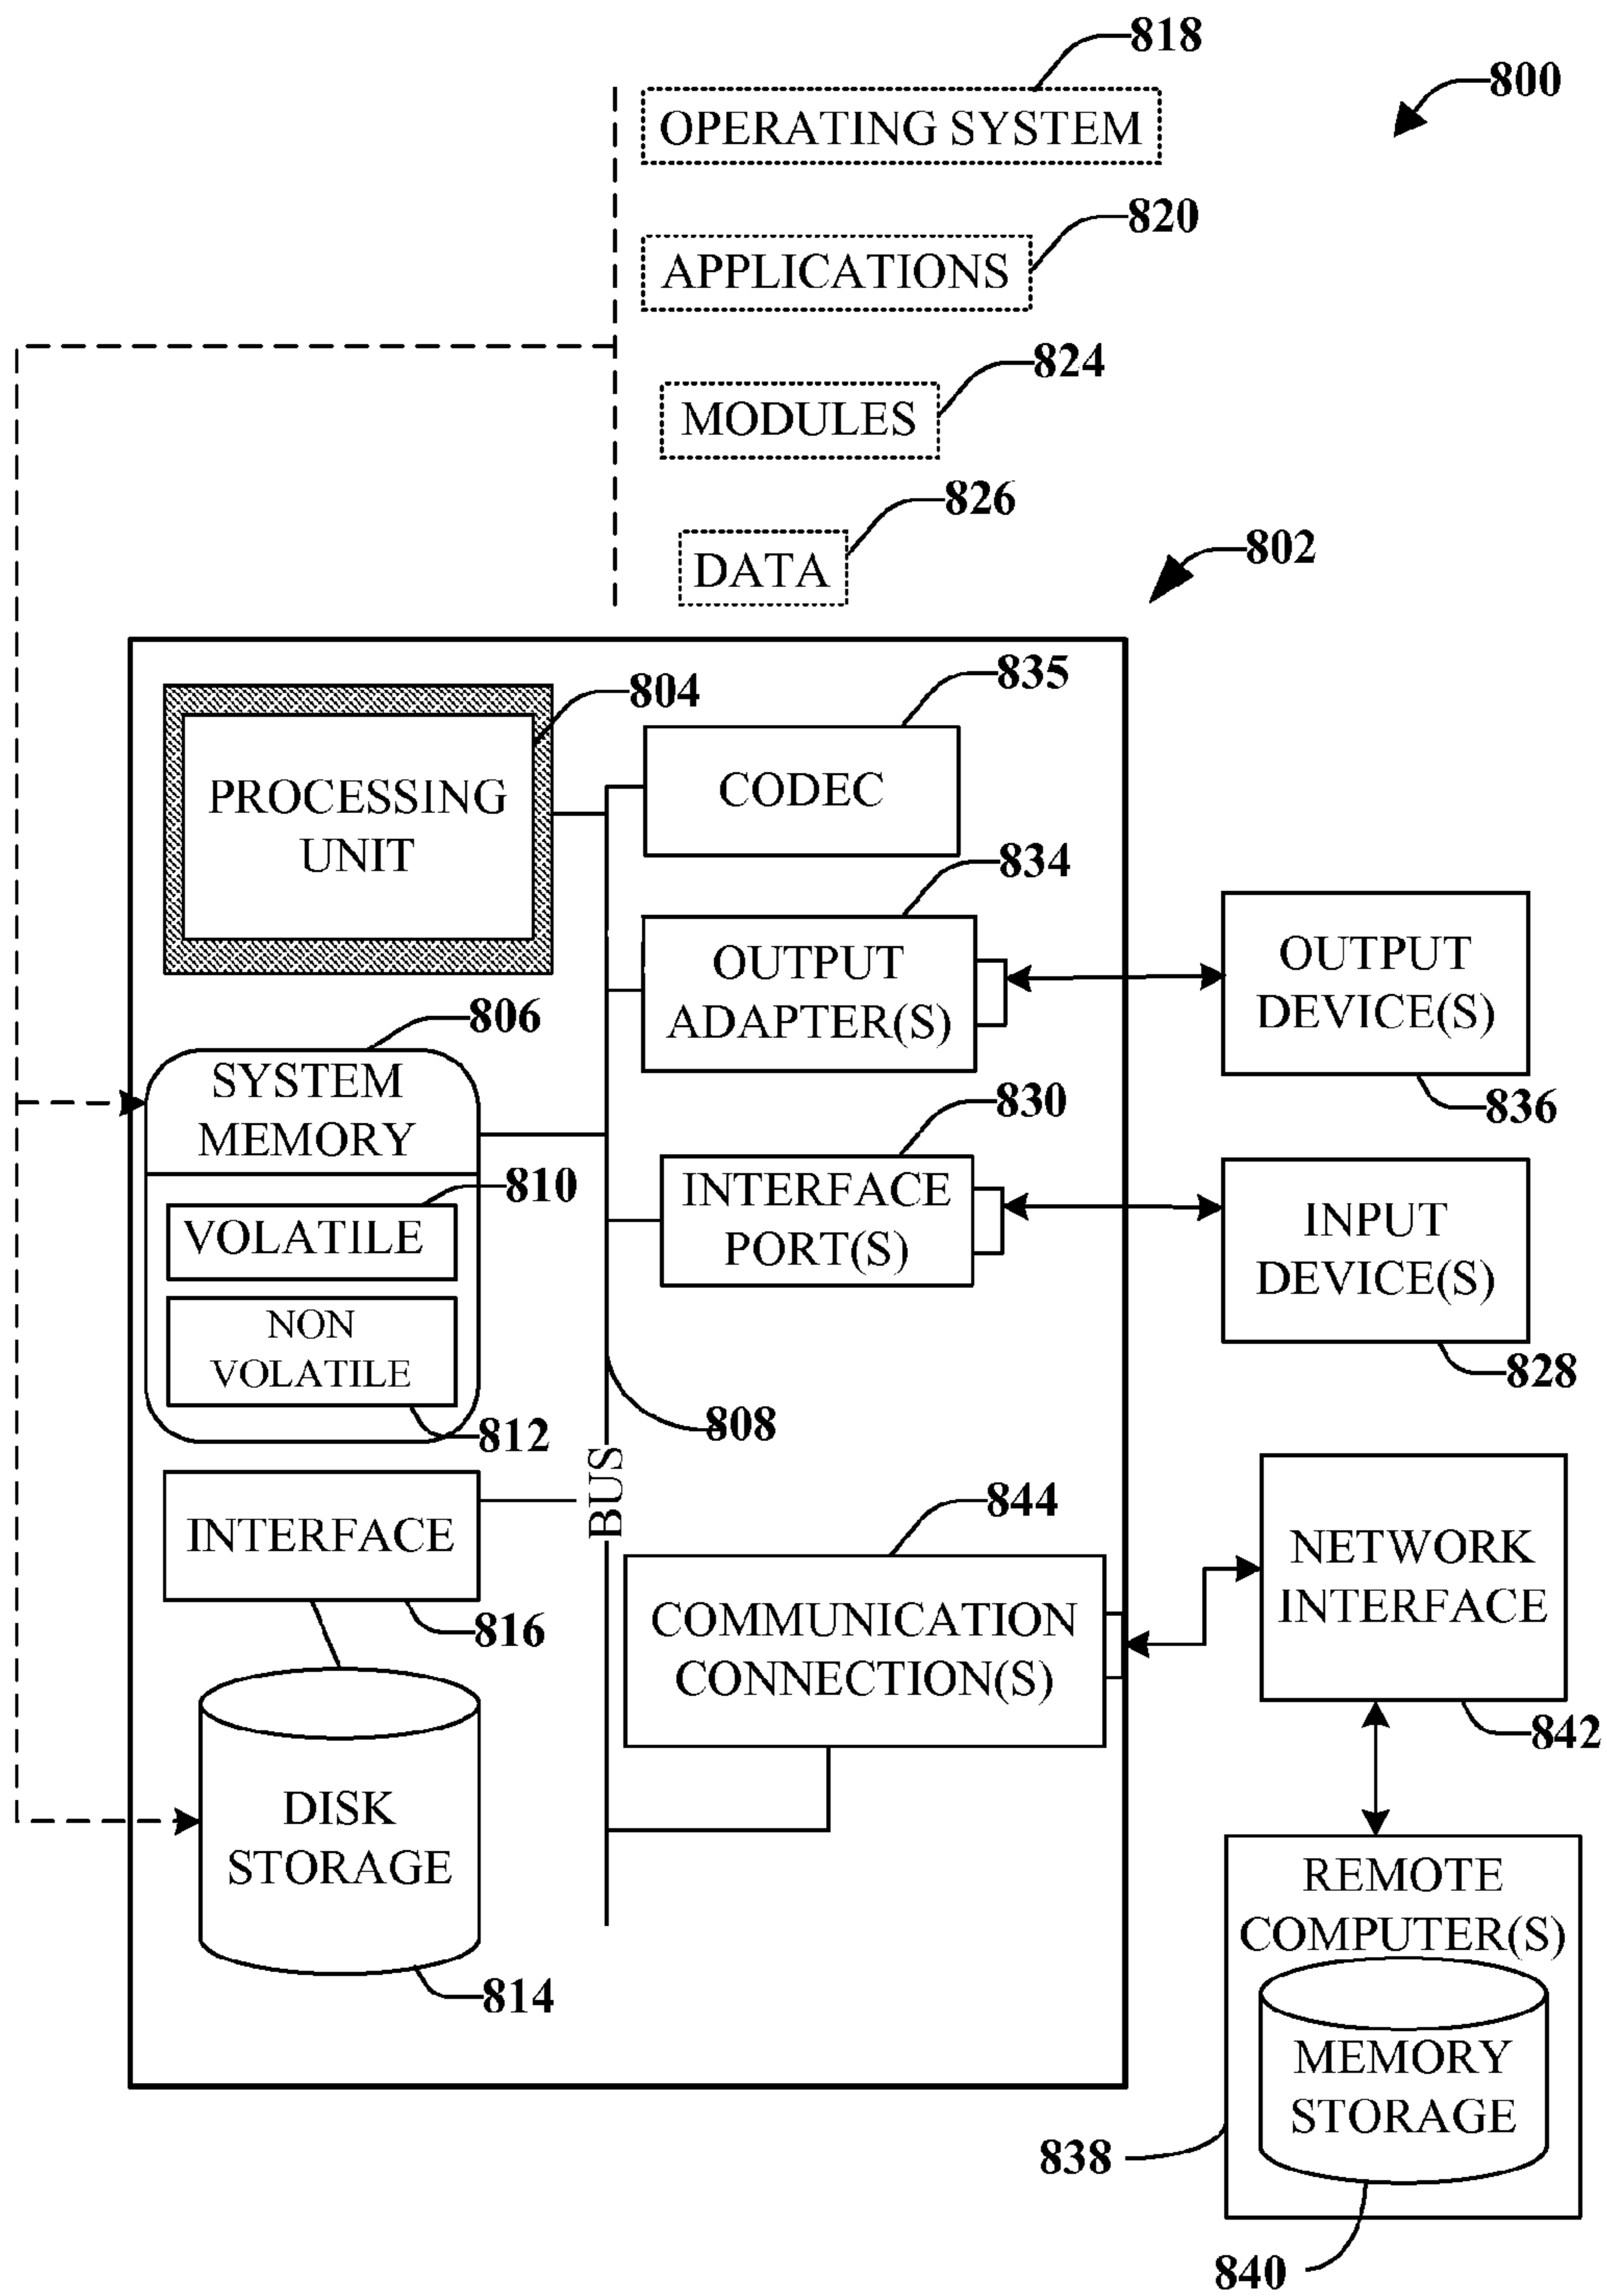 818
800
OPERATING SYSTEM
820
APPLICATIONS
824
MODULES
826
DATA
802
804
835
PROCESSING
UNIT
CODEC
834
OUTPUT
ADAPTER(S)
OUTPUT
DEVICE(S)
836
806
SYSTEM
MEMORY
830
810
VOLATILE
INTERFACE
PORT(S)
INPUT
DEVICE(S)
828
NON
VOLATILE
812
808
BUS
844
INTERFACE
816
COMMUNICATION
CONNECTION(S)
NETWORK
INTERFACE
842
DISK
STORAGE
814
REMOTE
COMPUTER(S)
MEMORY
STORAGE
838
840